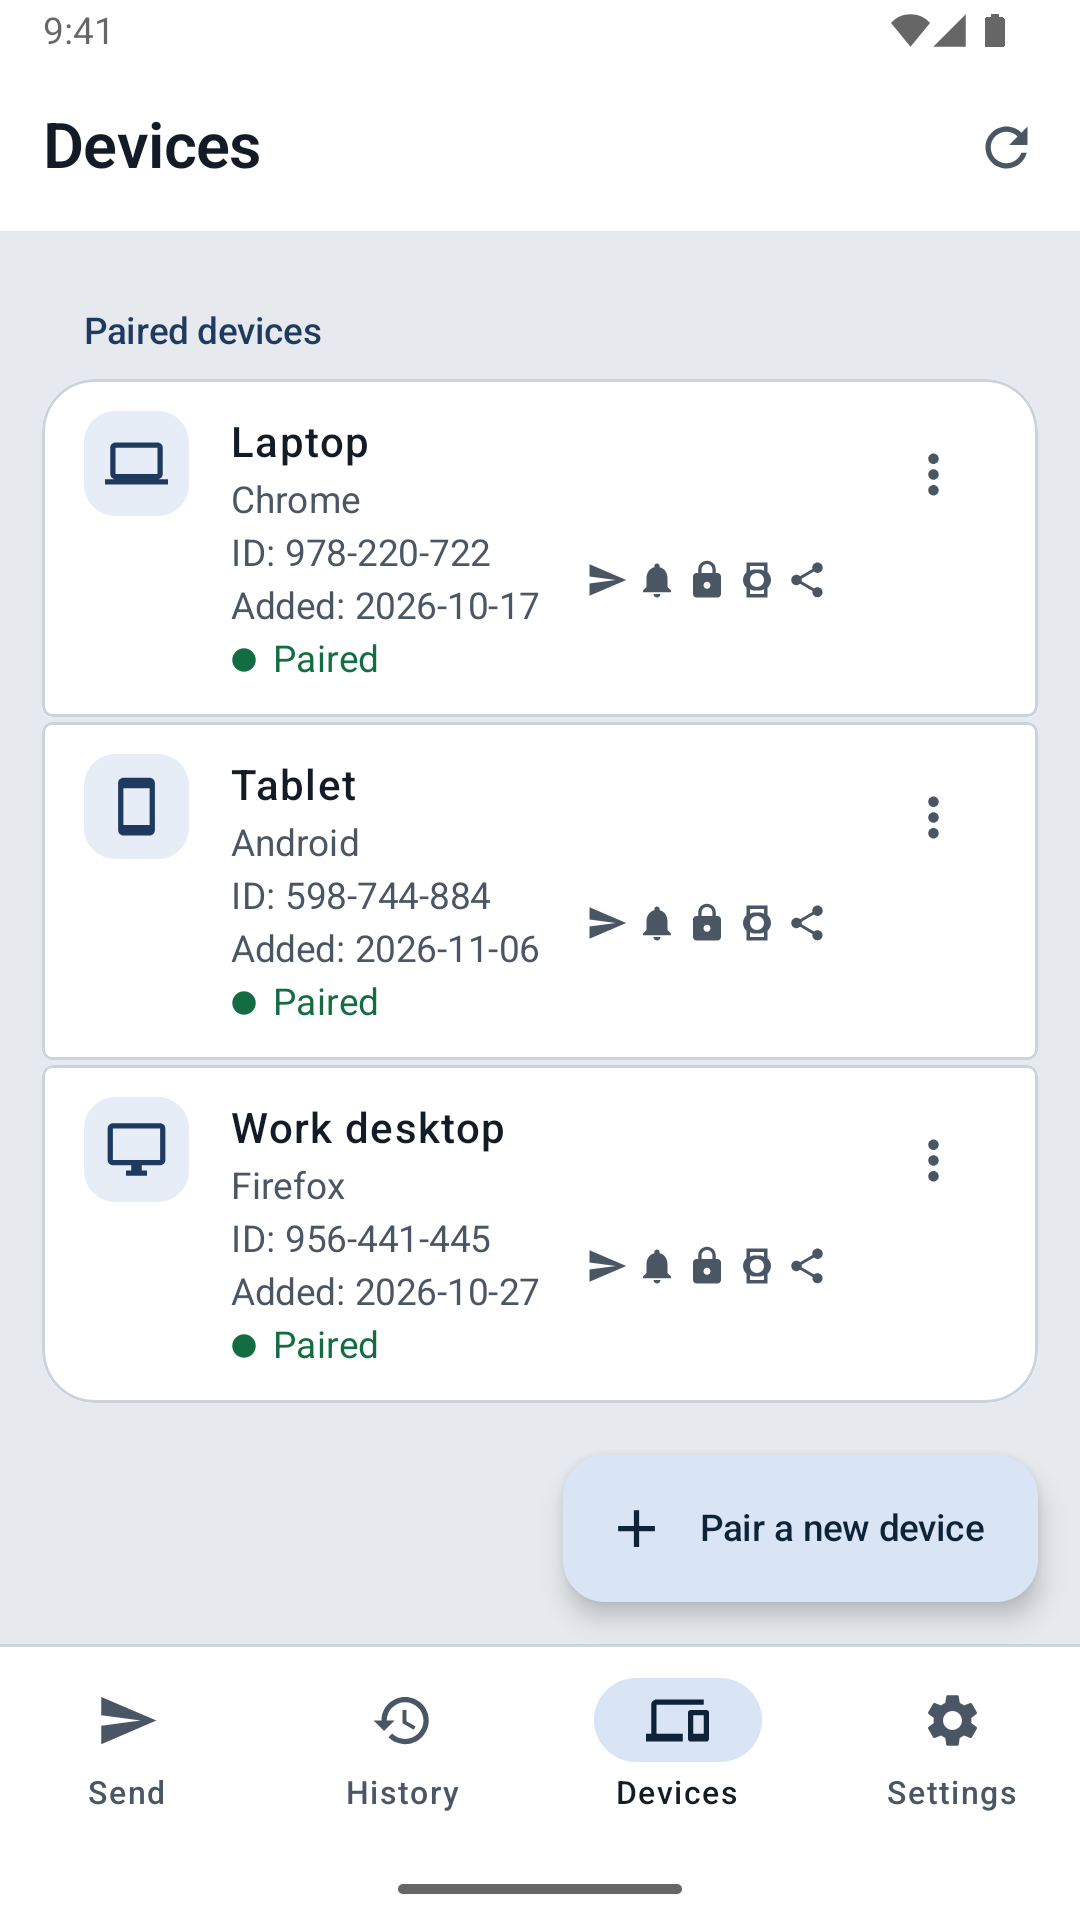 9:41
Devices
Paired devices
Laptop
Chrome
ID: 978-220-722
Added: 2026-10-17
Paired
Tablet
Android
ID: 598-744-884
Added: 2026-11-06
Paired
Work desktop
Firefox
ID: 956-441-445
Added: 2026-10-27
Paired
Pair a new device
Send
History
Devices
Settings